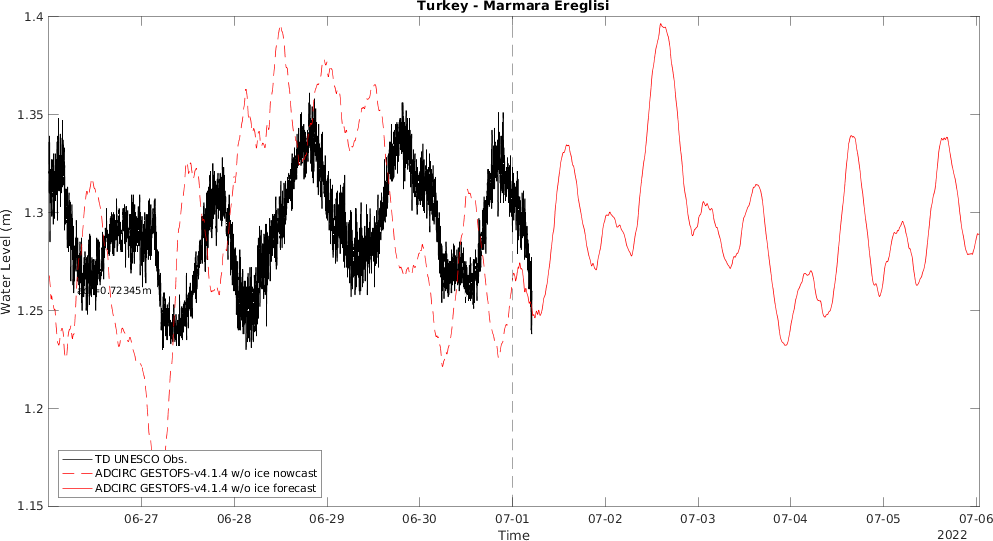 Turkey - Marmara Ereglisi
1.4
1.35
1.3
1.25
1.2
1.15
Water Level (m)
=0.72345m
TD UNESCO Obs.
ADCIRC GESTOFS-v4.1.4 w/o ice nowcast
ADCIRC GESTOFS-v4.1.4 w/o ice forecast
06-27
06-28
06-29
06-30
07-01
07-02
07-03
07-04
07-05
07-06
Time
2022